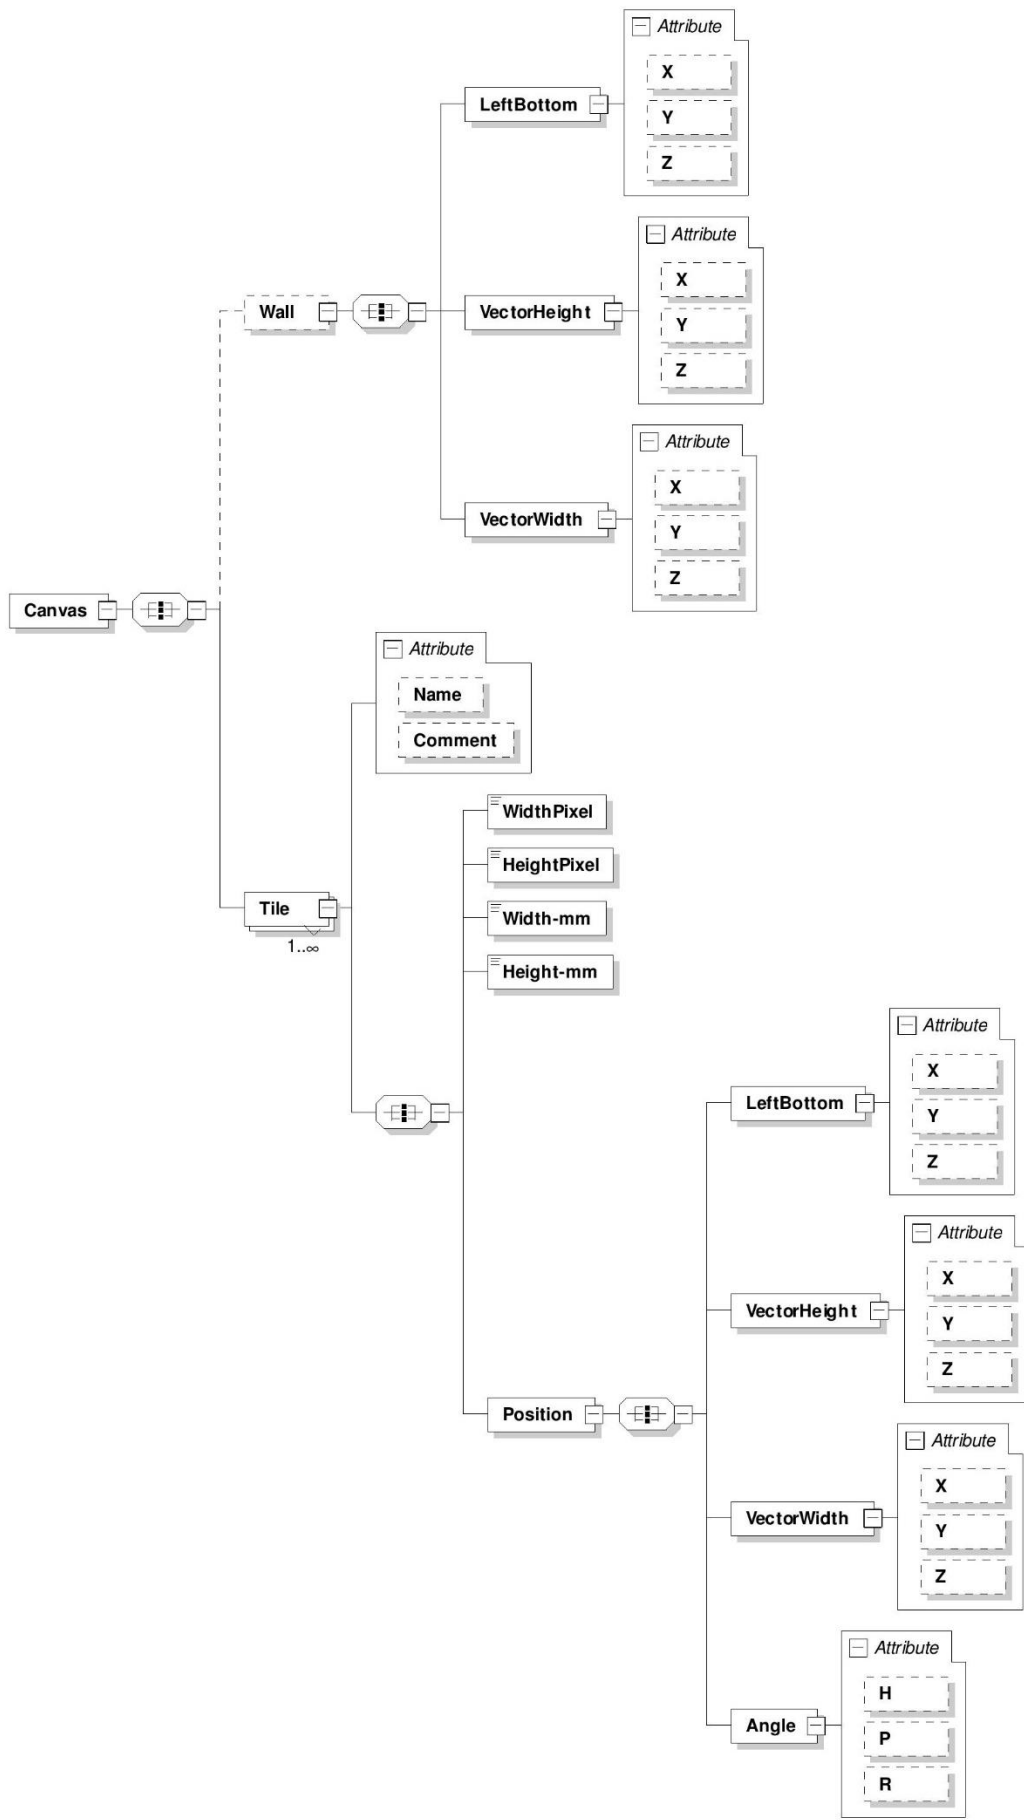 Attribute
X
LeftBottom
Y
Z
Attribute
X
Wall
VectorHeight
Y
Z
Attribute
X
VectorWidth
Y
Z
Canvas
Attribute
Name
Comment
WidthPixel
HeightPixel
Tile
Width-mm
1..∞
Height-mm
Attribute
X
LeftBottom
Y
Z
Attribute
X
VectorHeight
Y
Z
Position
Attribute
X
VectorWidth
Y
Z
Attribute
H
Angle
P
R